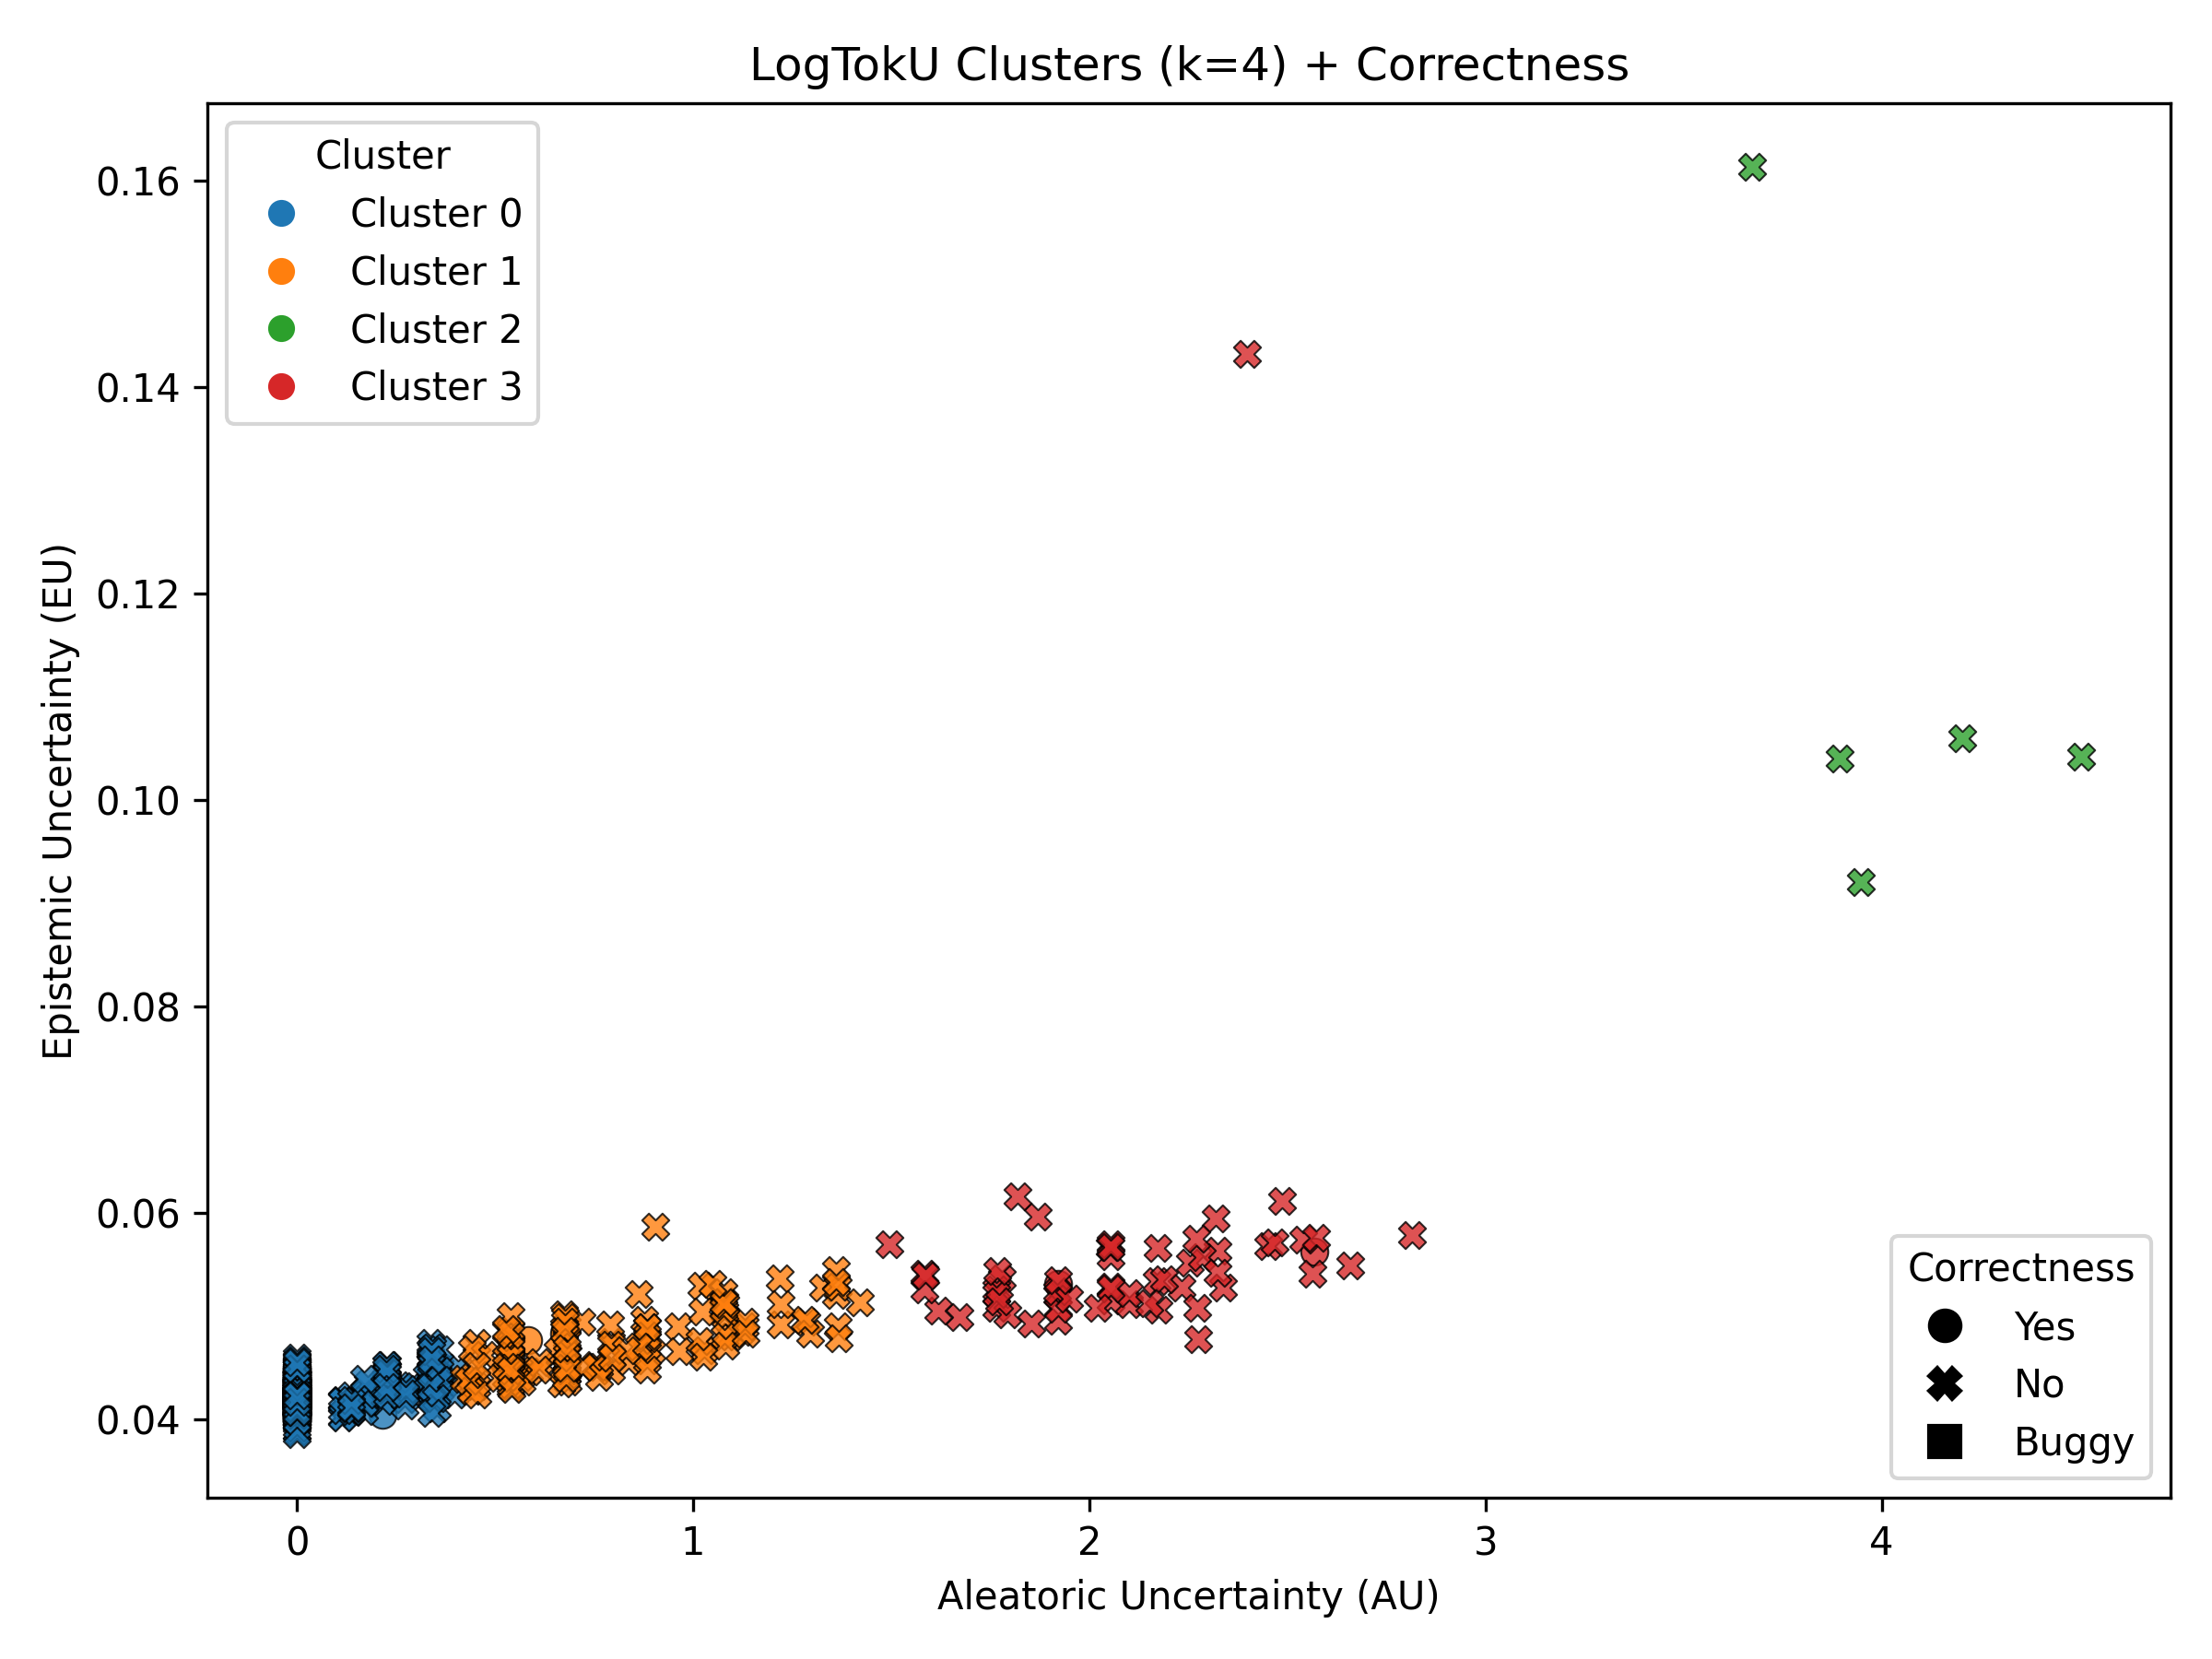 LogTokU Clusters (k=4) + Correctness
Cluster
Cluster 0
Cluster 1
Cluster 2
Cluster 3
0.16
0.14
0.12
0.10
0.08
0.06
0.04
Epistemic Uncertainty (EU)
Correctness
Yes
No
Buggy
0 1 2 3 4
Aleatoric Uncertainty (AU)